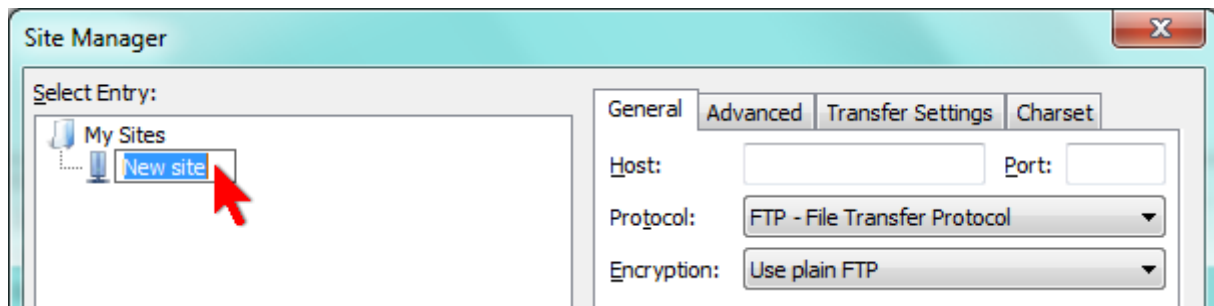 Site Manager
Select Entry:
My Sites
New site
General Advanced Transfer Settings Charset
Host: Port:
Protocol: FTP - File Transfer Protocol
Encryption: Use plain FTP